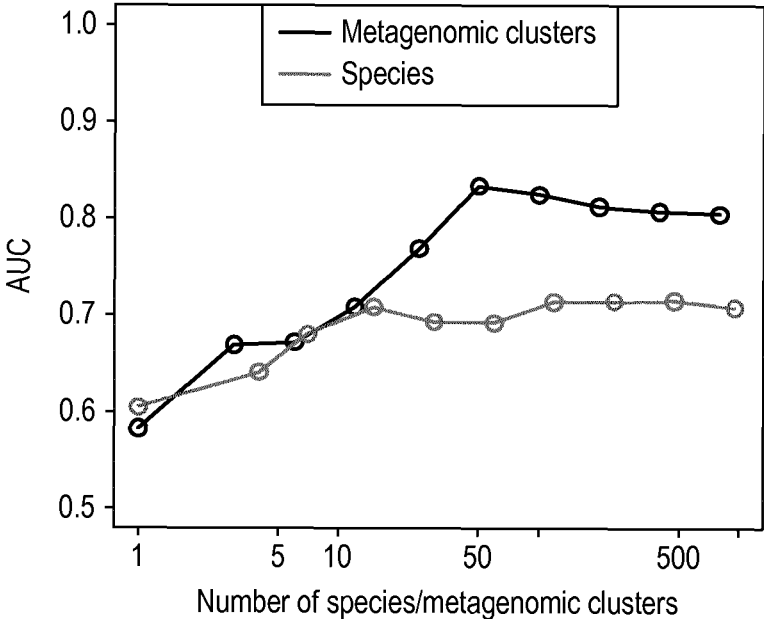 Metagenomic clusters
Species
AUC
1.0
0.9
0.8
0.7
0.6
0.5
1 5 10 50 500
Number of species/metagenomic clusters